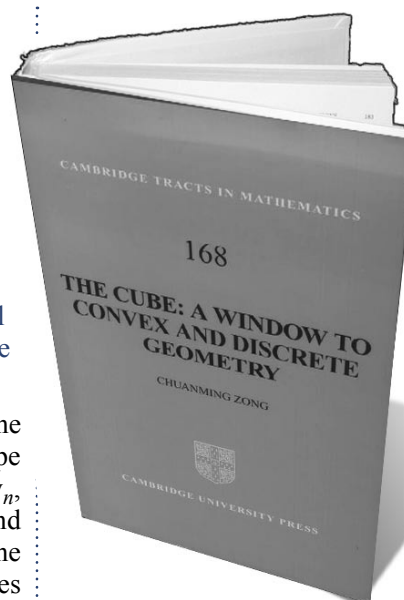 CAMBRIDGE TRACTS IN MATHEMATICS
168
THE CUBE: A WINDOW TO
CONVEX AND DISCRETE
GEOMETRY
CHUANMING ZONG
CAMBRIDGE UNIVERSITY PRESS